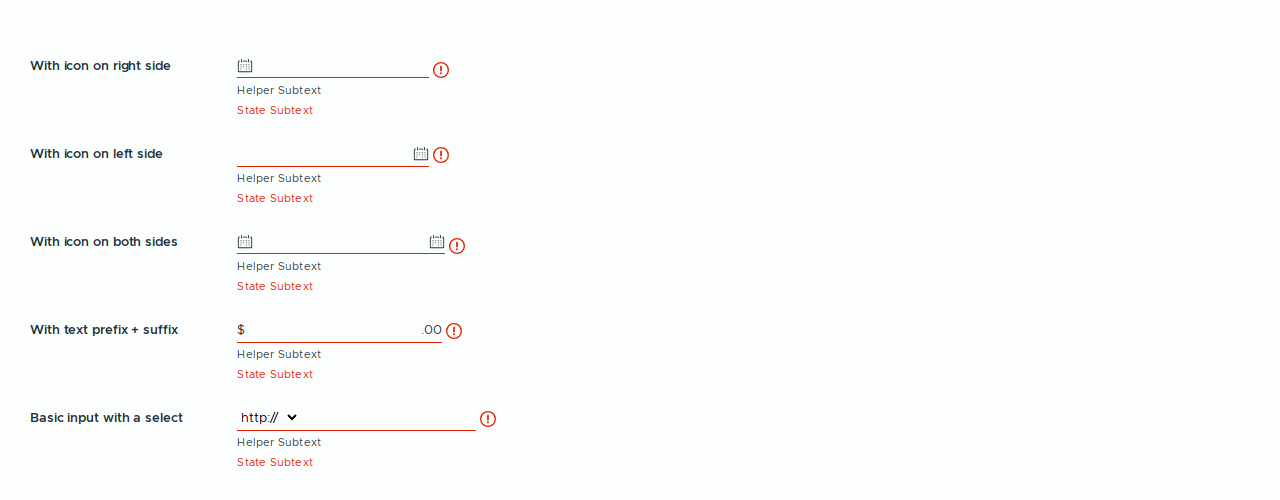 With icon on right side
Helper Subtext
State Subtext
With icon on left side
Helper Subtext
State Subtext
With icon on both sides
Helper Subtext
State Subtext
With text prefix + suffix $ .00
Helper Subtext
State Subtext
Basic input with a select http://
Helper Subtext
State Subtext